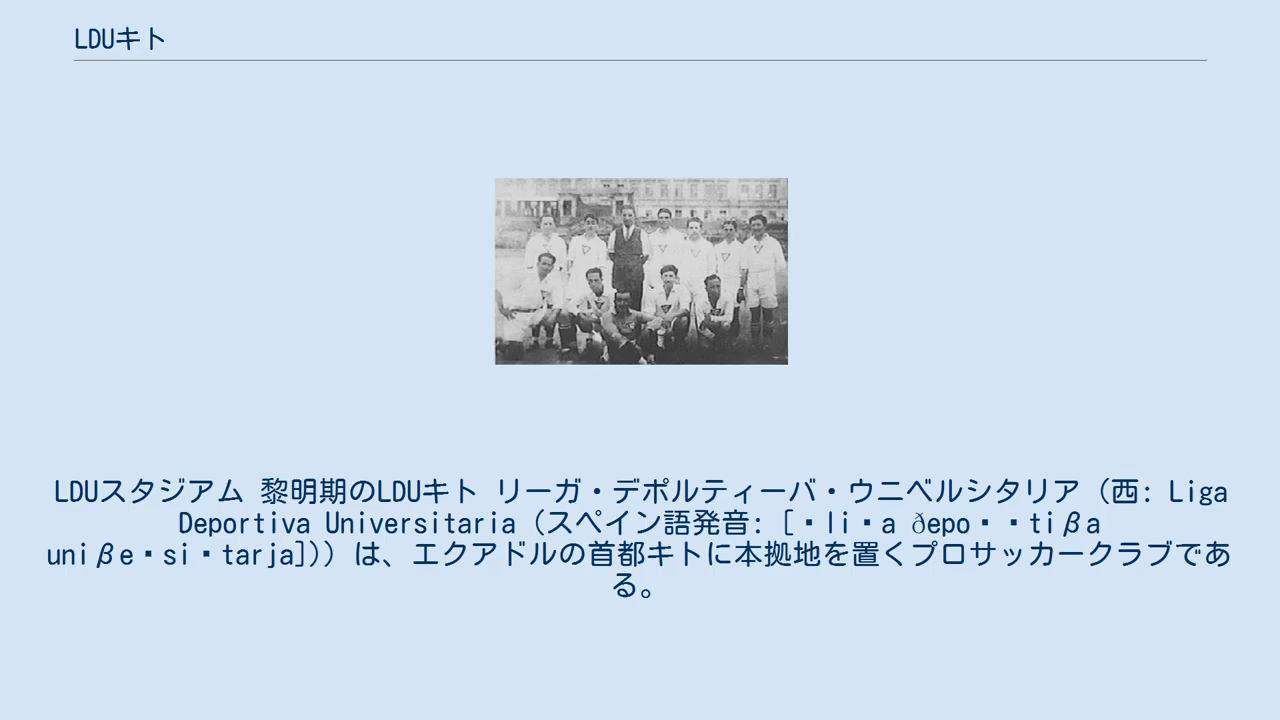 LDUキト
LDUスタジアム 黎明期のLDUキト リーガ・デポルティーバ・ウニベルシタリア（西: Liga
Deportiva Universitaria（スペイン語発音: [▪li▪a ðepo▪▪tiβa
uniβe▪si▪tarja]））は、エクアドルの首都キトに本拠地を置くプロサッカークラブであ
る。